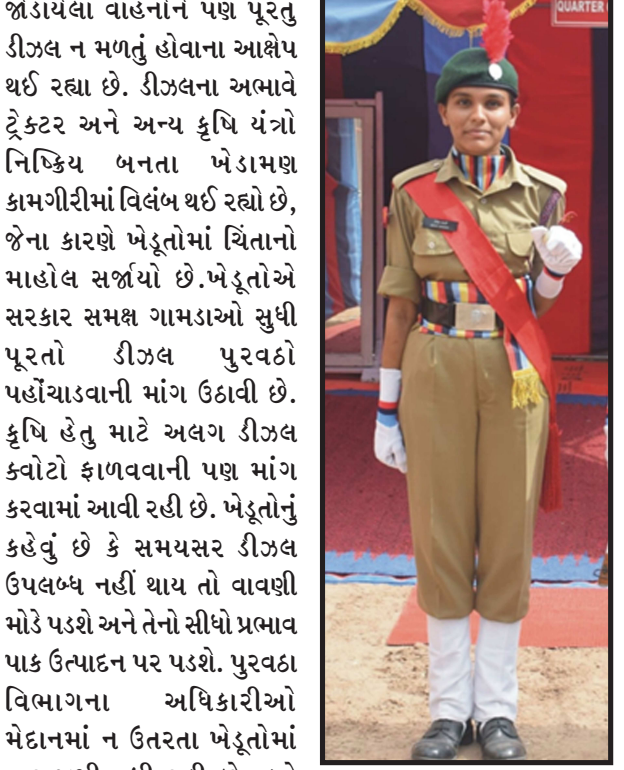 જોડાયેલા વાહનોને પણ પૂરતુ
ડીઝલ ન મળતું હોવાના આક્ષેપ
થઈ રહ્યા છે. ડીઝલના અભાવે
ટ્રેક્ટર અને અન્ય કૃષિ યંત્રો
નિષ્ક્રિય બનતા ખેડામણ
કામગીરીમાં વિલંબ થઈ રહ્યો છે,
જેના કારણે ખેડૂતોમાં ચિંતાનો
માહોલ સર્જાયો છે.ખેડૂતોએ
સરકાર સમક્ષ ગામડાઓ સુધી
પૂરતો ડીઝલ પુરવઠો
પહોંચાડવાની માંગ ઉઠાવી છે.
કૃષિ હેતુ માટે અલગ ડીઝલ
ક્વોટો ફાળવવાની પણ માંગ
કરવામાં આવી રહી છે. ખેડૂતોનું
કહેવું છે કે સમયસર ડીઝલ
ઉપલબ્ધ નહીં થાય તો વાવણી
મોડે પડશે અને તેનો સીધો પ્રભાવ
પાક ઉત્પાદન પર પડશે. પુરવઠા
વિભાગના અધિકારીઓ
મેદાનમાં ન ઉતરતા ખેડૂતોમાં
QUARTER